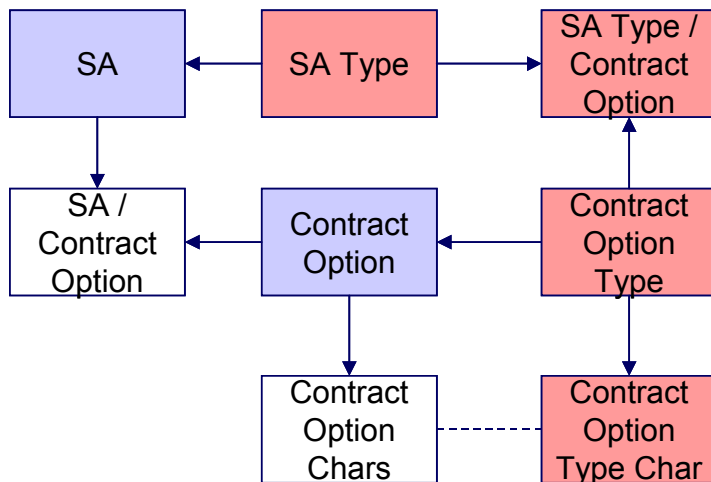 SA
SA Type
SA Type /
Contract
Option
SA /
Contract
Option
Contract
Option
Contract
Option
Type
Contract
Option
Chars
Contract
Option
Type Char